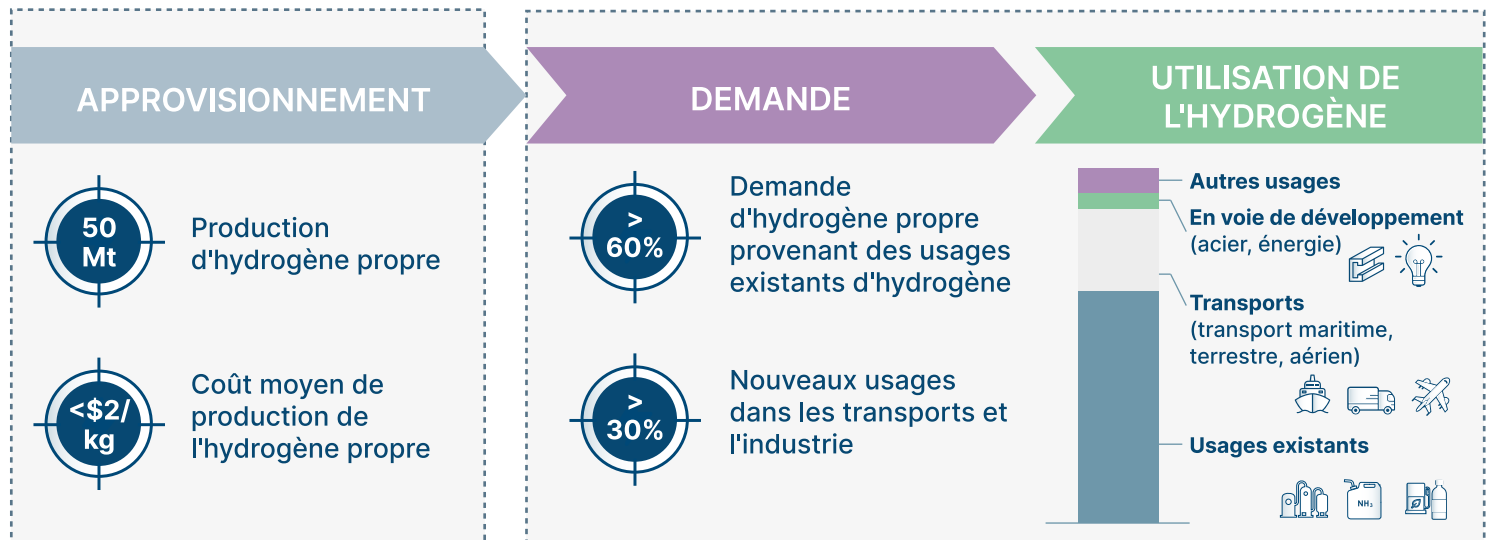 APPROVISIONNEMENT
50
Mt
Production
d'hydrogène propre
<$2/
kg
Coût moyen de
production de
l'hydrogène propre
DEMANDE
>
60%
Demande
d'hydrogène propre
provenant des usages
existants d'hydrogène
>
30%
Nouveaux usages
dans les transports et
l'industrie
UTILISATION DE
L'HYDROGÈNE
Autres usages
En voie de développement
(acier, énergie)
Transports
(transport maritime,
terrestre, aérien)
Usages existants
NH₃